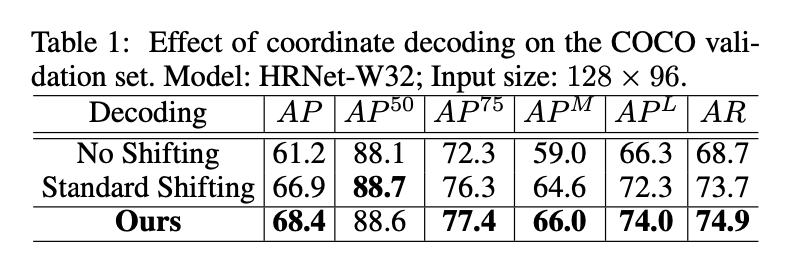 Table 1: Effect of coordinate decoding on the COCO vali-
dation set. Model: HRNet-W32; Input size: 128 × 96.
Decoding AP AP^50 AP^75 AP^M AP^L AR
No Shifting 61.2 88.1 72.3 59.0 66.3 68.7
Standard Shifting 66.9 88.7 76.3 64.6 72.3 73.7
Ours 68.4 88.6 77.4 66.0 74.0 74.9